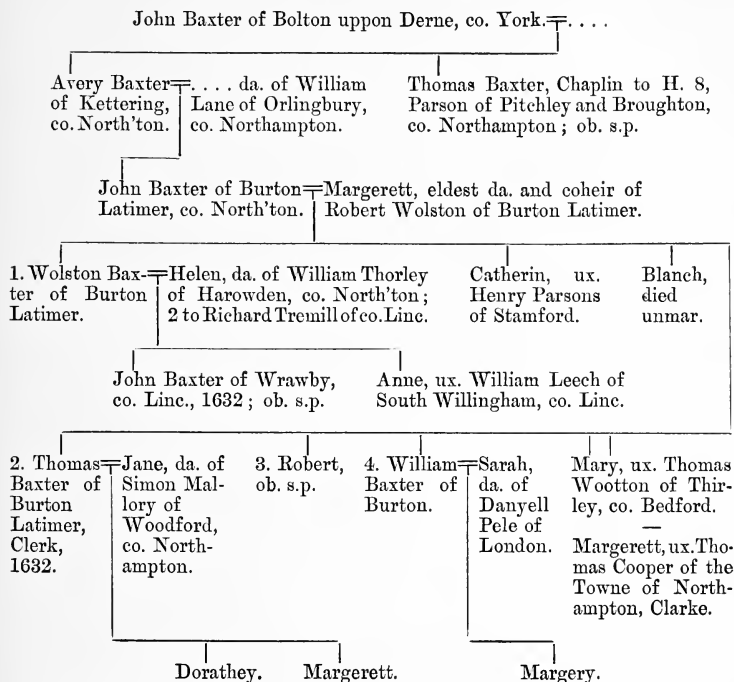 John Baxter of Bolton uppon Derne, co. York.=. . . .
Avery Baxter=. . . . da. of William
of Kettering, Lane of Orlingbury,
co. North'ton. co. Northampton.
Thomas Baxter, Chaplin to H. 8,
Parson of Pitchley and Broughton,
co. Northampton; ob. s.p.
John Baxter of Burton=Margerett, eldest da. and coheir of
Latimer, co. North'ton. Robert Wolston of Burton Latimer.
1. Wolston Bax-
ter of Burton
Latimer.
=Helen, da. of William Thorley
of Harowden, co. North'ton;
2 to Richard Tremill of co. Linc.
Catherin, ux.
Henry Parsons
of Stamford.
Blanch,
died
unmar.
John Baxter of Wrawby,
co. Linc., 1632; ob. s.p.
Anne, ux. William Leech of
South Willingham, co. Linc.
2. Thomas
Baxter of
Burton
Latimer,
Clerk,
1632.
=Jane, da. of
Simon Mal-
lory of
Woodford,
co. North-
ampton.
3. Robert,
ob. s.p.
4. William
Baxter of
Burton.
=Sarah,
da. of
Danyell
Pele of
London.
Mary, ux. Thomas
Wootton of Thir-
ley, co. Bedford.
—
Margerett, ux. Tho-
mas Cooper of the
Towne of North-
ampton, Clarke.
Dorathey.
Margerett.
Margery.